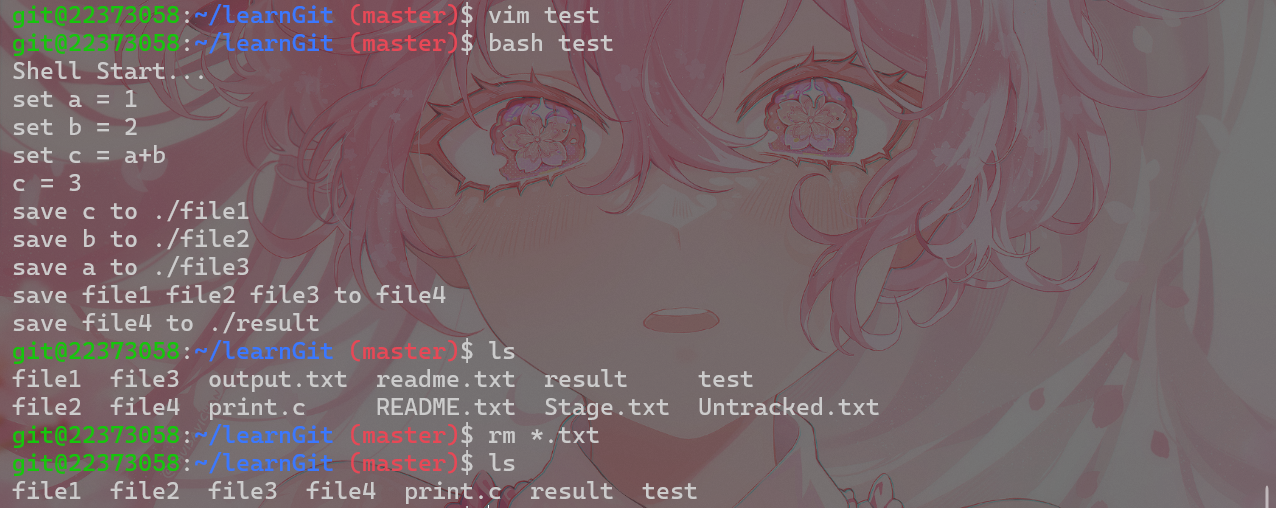 git@22373058:~/learnGit (master)$ vim test
git@22373058:~/learnGit (master)$ bash test
Shell Start...
set a = 1
set b = 2
set c = a+b
c = 3
save c to ./file1
save b to ./file2
save a to ./file3
save file1 file2 file3 to file4
save file4 to ./result
git@22373058:~/learnGit (master)$ ls
file1  file3  output.txt  readme.txt  result     test
file2  file4  print.c     README.txt  Stage.txt  Untracked.txt
git@22373058:~/learnGit (master)$ rm *.txt
git@22373058:~/learnGit (master)$ ls
file1  file2  file3  file4  print.c  result  test